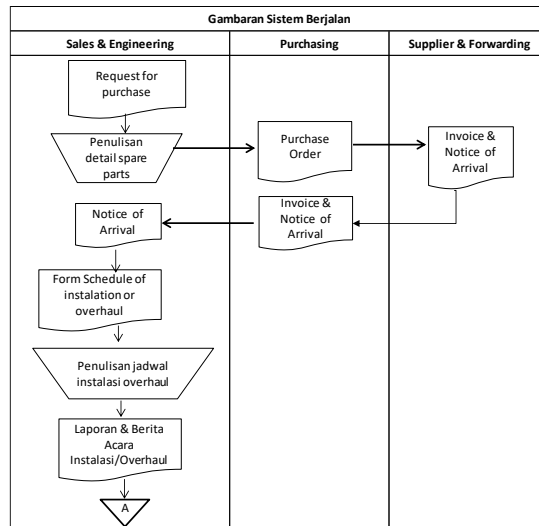 Gambaran Sistem Berjalan
Sales & Engineering
Purchasing
Supplier & Forwarding
Request for
purchase
Penulisan
detail spare
parts
Purchase
Order
Invoice &
Notice of
Arrival
Invoice &
Notice of
Arrival
Notice of
Arrival
Form Schedule of
instalation or
overhaul
Penulisan jadwal
instalasi overhaul
Laporan & Berita
Acara
Instalasi/Overhaul
A